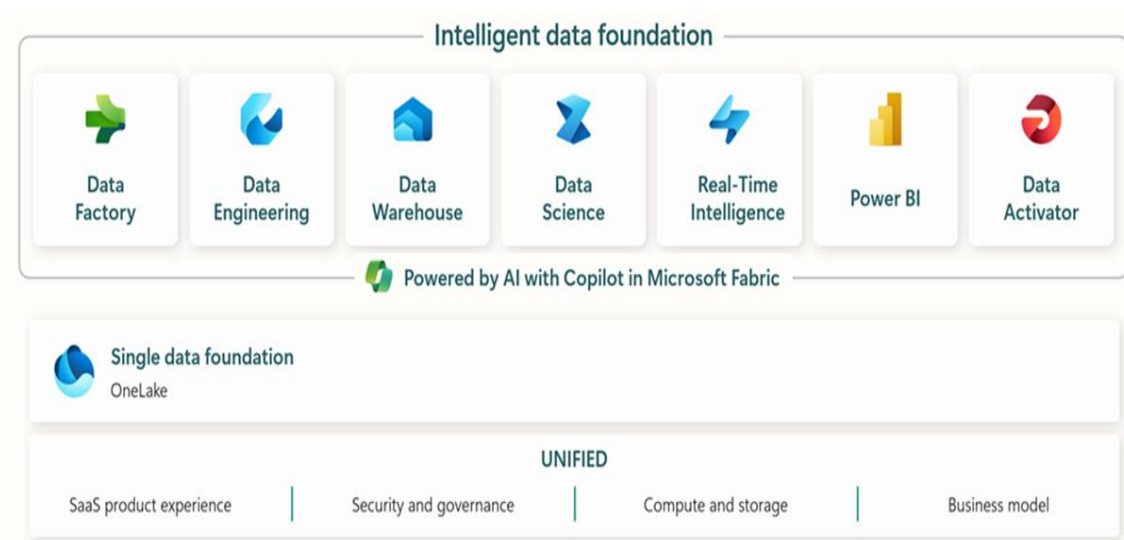 Intelligent data foundation
Data
Factory
Data
Engineering
Data
Warehouse
Data
Science
Real-Time
Intelligence
Power BI
Data
Activator
Powered by AI with Copilot in Microsoft Fabric
Single data foundation
OneLake
UNIFIED
SaaS product experience
Security and governance
Compute and storage
Business model